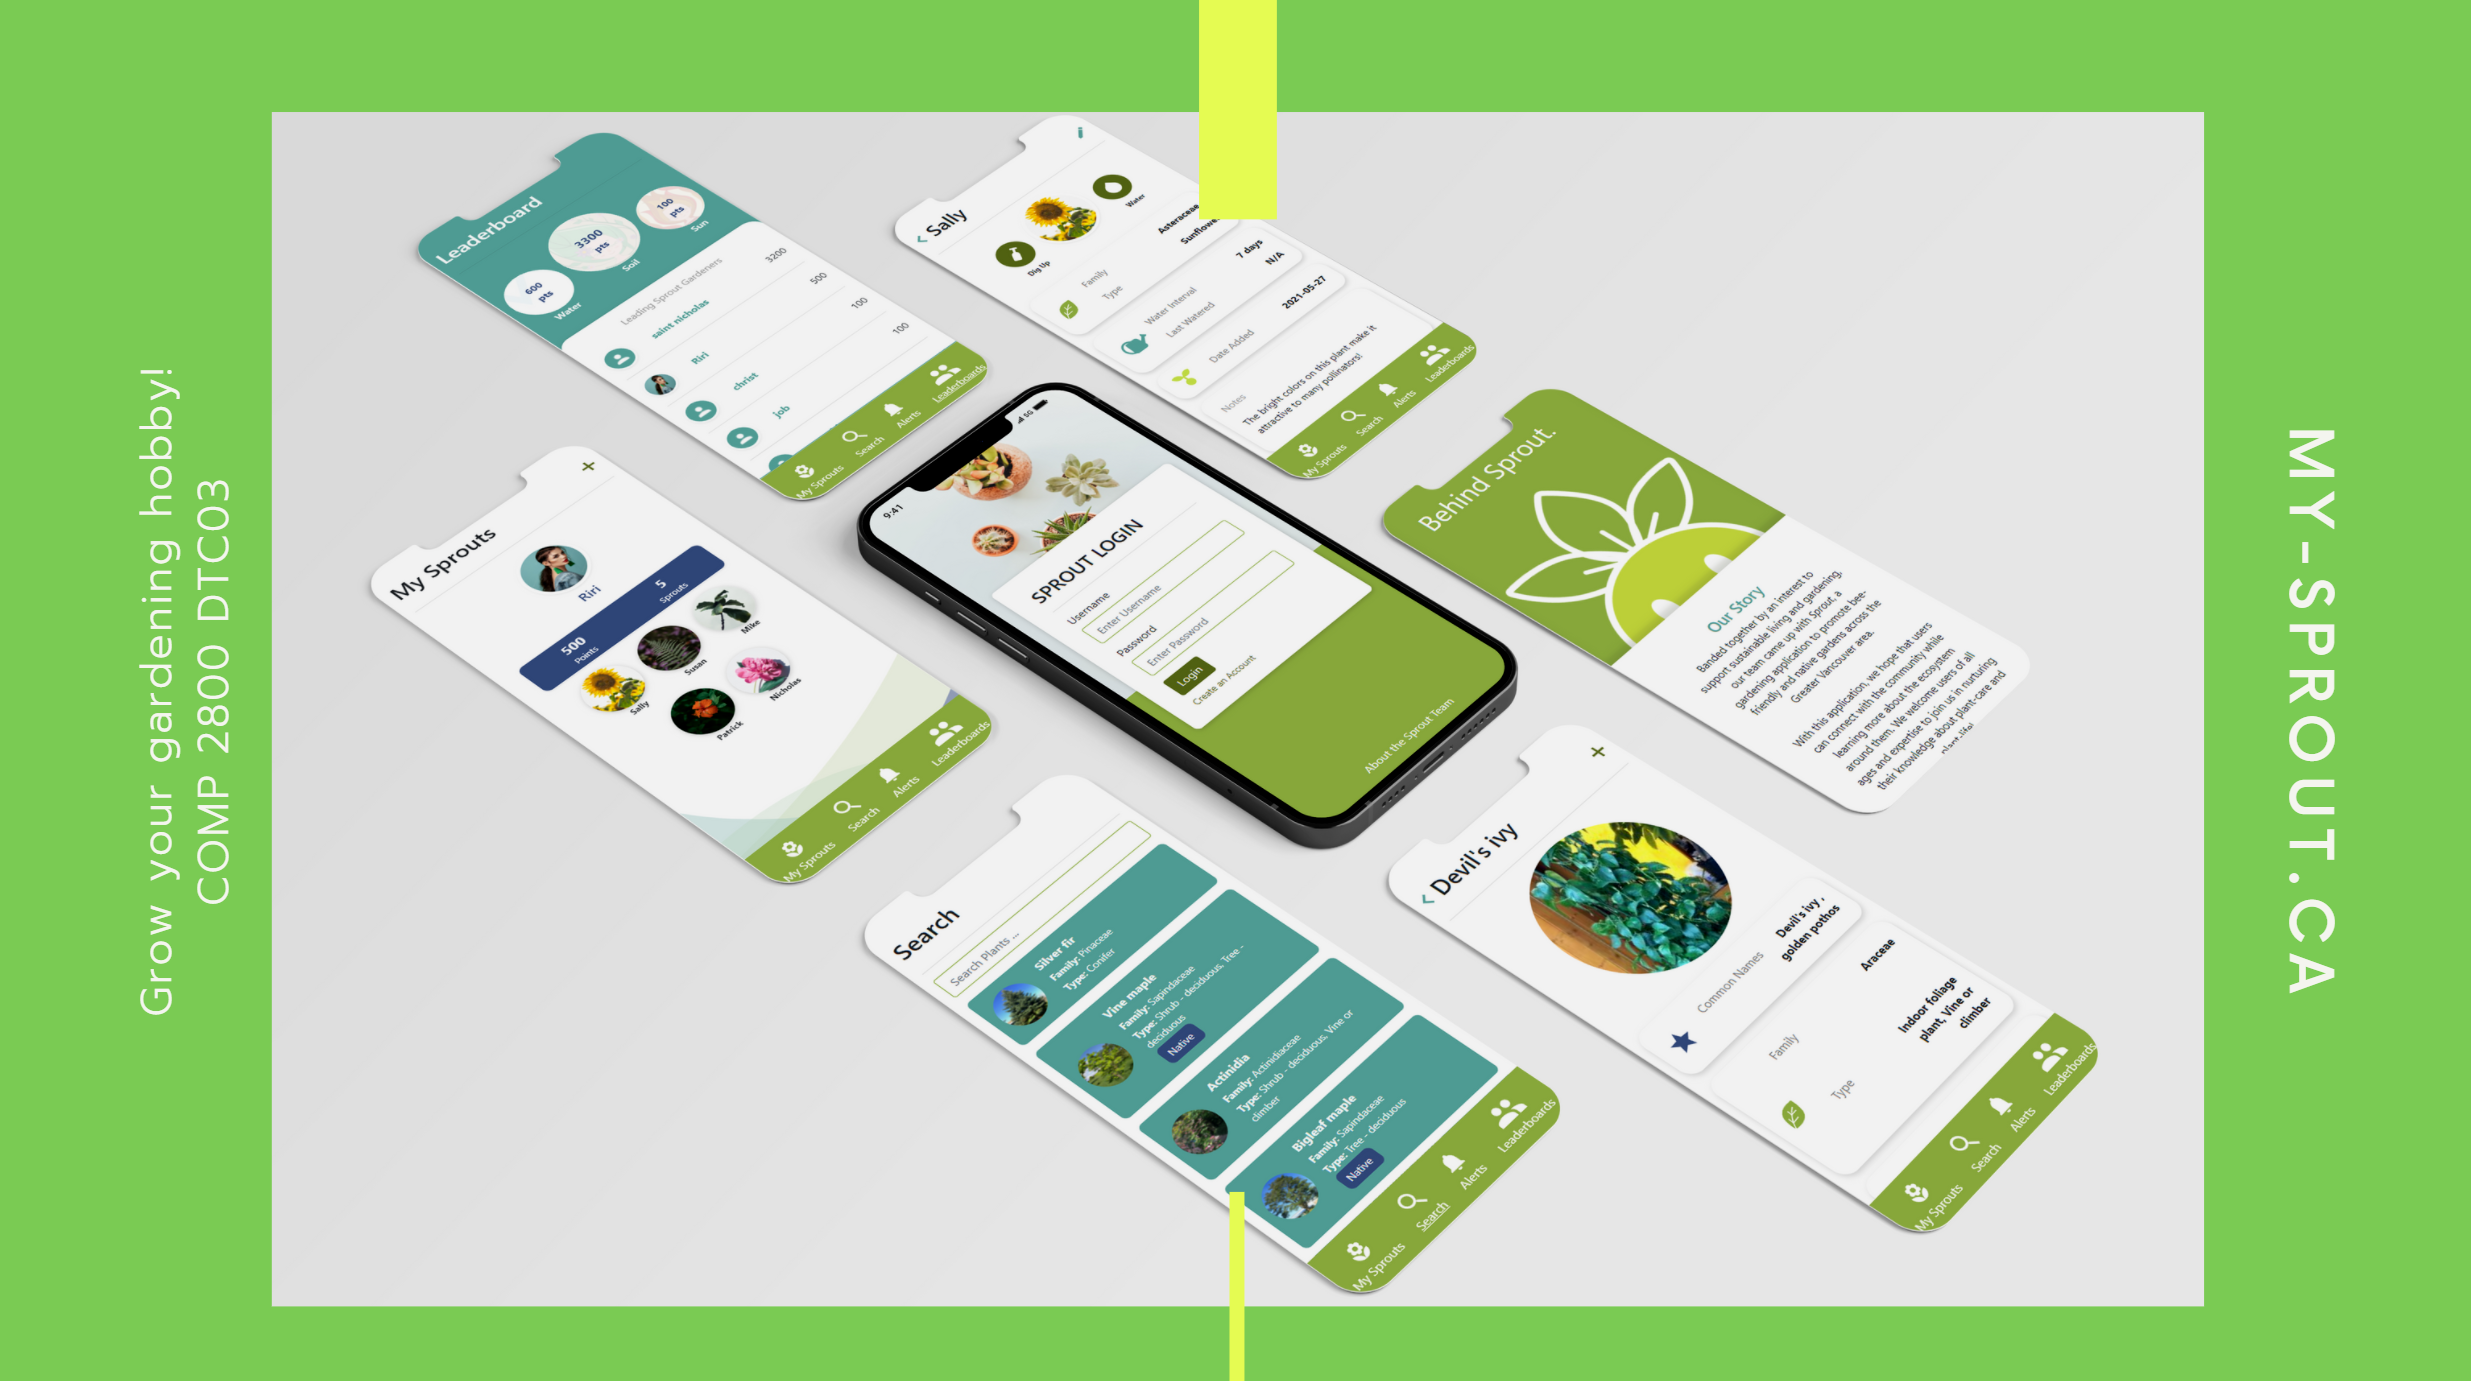 Grow your gardening hobby!
COMP 2800 DTC03
Leaderboard
600
pts
Water
3300
pts
Soil
100
pts
Sun
Leading Sprout Gardeners
saint nicholas
3200
Riri
500
christ
100
job
100
My Sprouts
Search
Alerts
Leaderboards
Sally
Dig Up
Water
Family
Asteraceae
Type
Sunflowe
Water Interval
7 days
Last Watered
N/A
Date Added
2021-05-27
Notes
The bright colors on this plant make it
attractive to many pollinators!
My Sprouts
Search
Alerts
Leaderboards
My Sprouts
+
Riri
500
Points
5
Sprouts
Sally
Susan
Mike
Patrick
Nicholas
My Sprouts
Search
Alerts
Leaderboards
9:41
5G
SPROUT LOGIN
Username
Enter Username
Password
Enter Password
Login
Create an Account
About the Sprout Team
Behind Sprout.
Our Story
Banded together by an interest to
support sustainable living and gardening,
our team came up with Sprout, a
gardening application to promote bee-
friendly and native gardens across the
Greater Vancouver area.
With this application, we hope that users
can connect with the community while
learning more about the ecosystem
around them. We welcome users of all
ages and expertise to join us in nurturing
their knowledge about plant-care and
Search
Search Plants ...
Silver fir
Family: Pinaceae
Type: Conifer
Vine maple
Family: Sapindaceae
Type: Shrub - deciduous, Tree -
deciduous
Native
Actinidia
Family: Actinidiaceae
Type: Shrub - deciduous, Vine or
climber
Bigleaf maple
Family: Sapindaceae
Type: Tree - deciduous
Native
My Sprouts
Search
Alerts
Leaderboards
Devil's ivy
+
Common Names
Devil's ivy ,
golden pothos
Family
Araceae
Type
Indoor foliage
plant, Vine or
climber
My Sprouts
Search
Alerts
Leaderboards
MY-SPROUT.CA